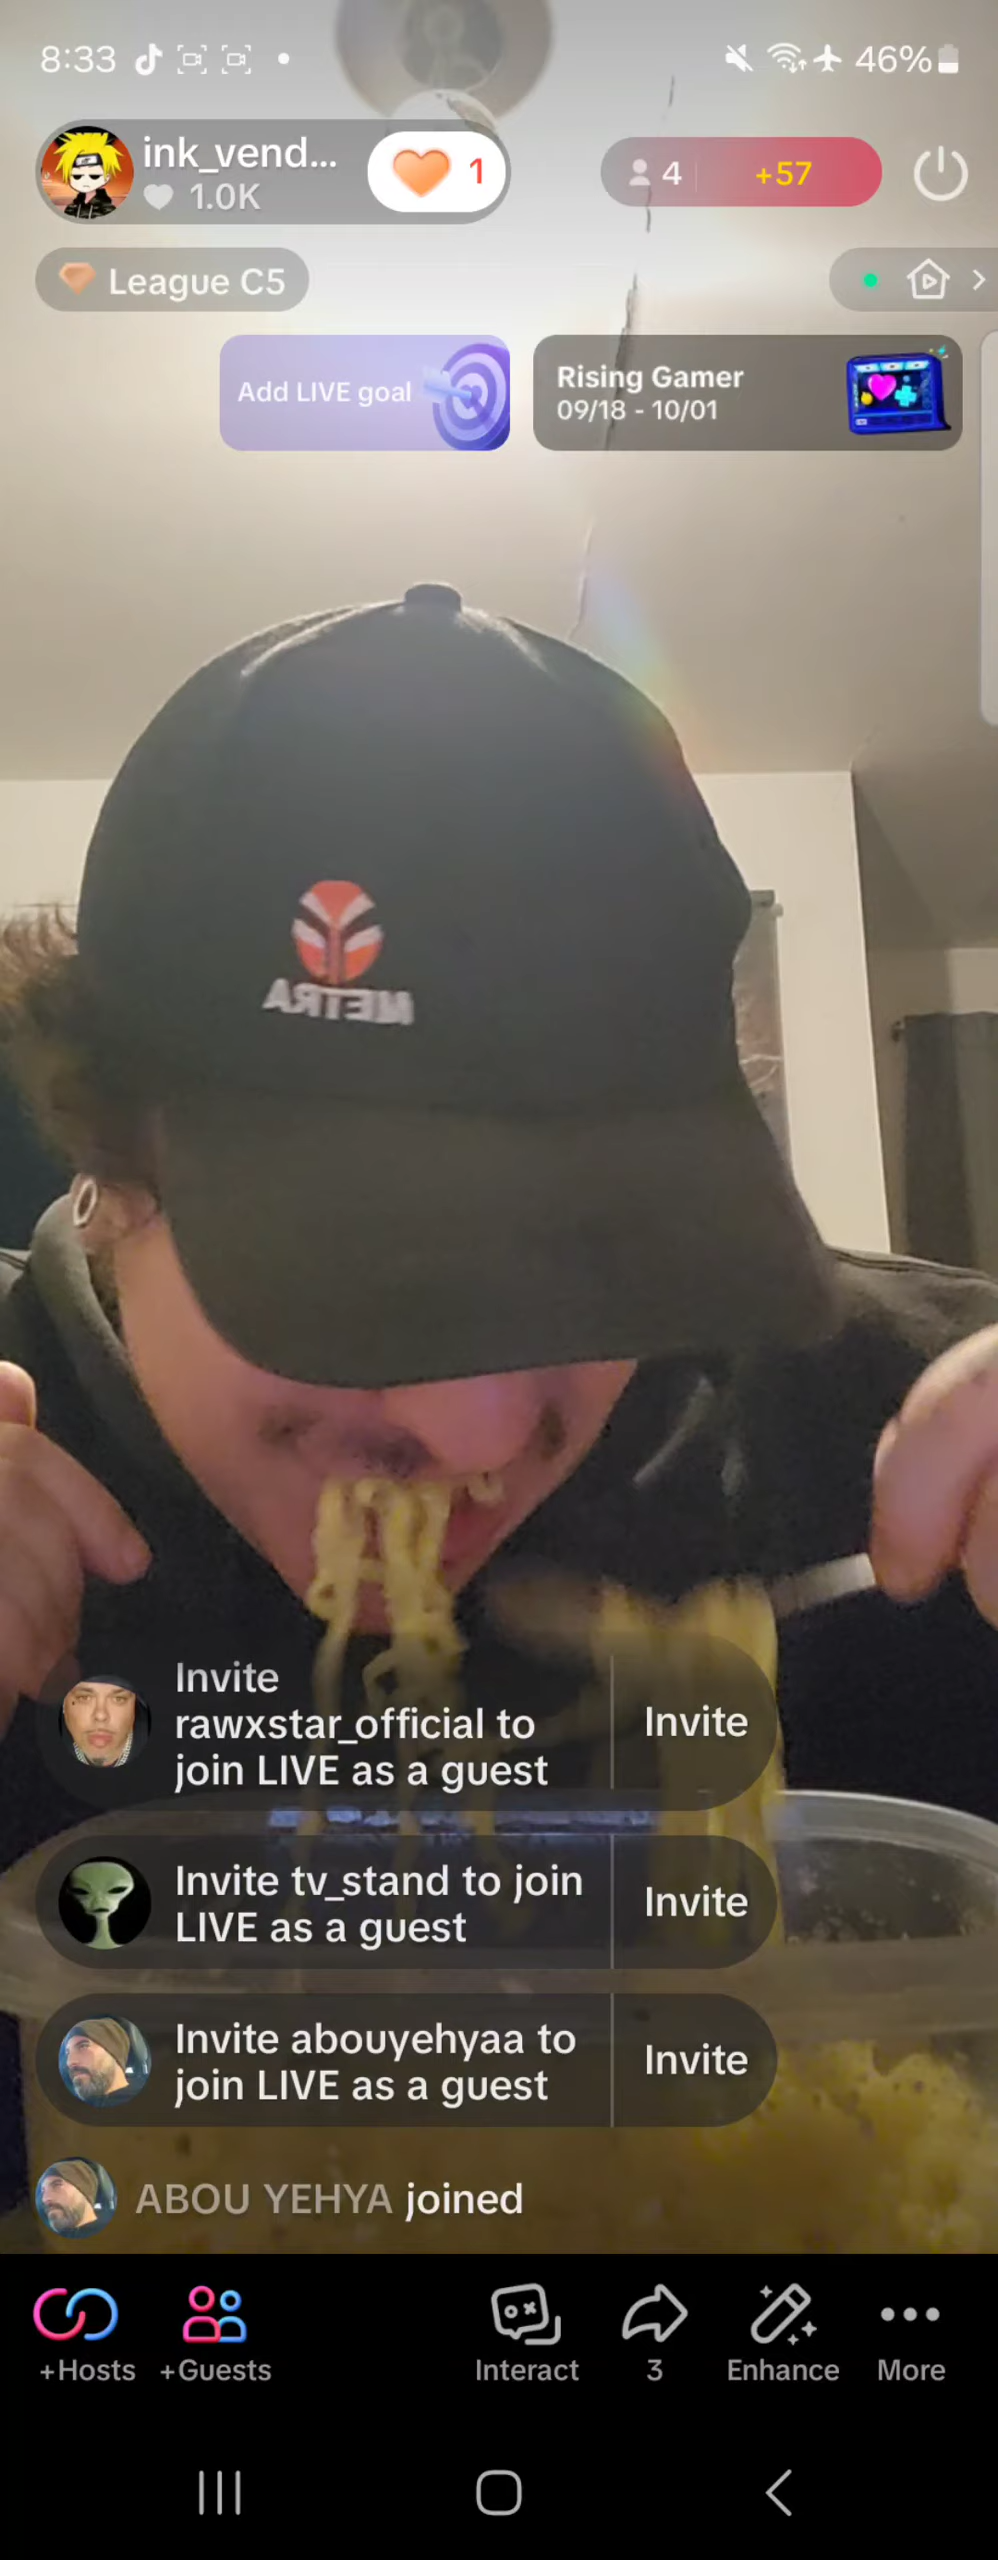 8:33
46%
ink_vend...
1.0K
1
4
+57
League C5
Add LIVE goal
Rising Gamer
09/18 - 10/01
METRA
Invite
rawxstar_official to
join LIVE as a guest
Invite
Invite tv_stand to join
LIVE as a guest
Invite
Invite abouyehyaa to
join LIVE as a guest
Invite
ABOU YEHYA joined
+Hosts
+Guests
Interact
3
Enhance
More